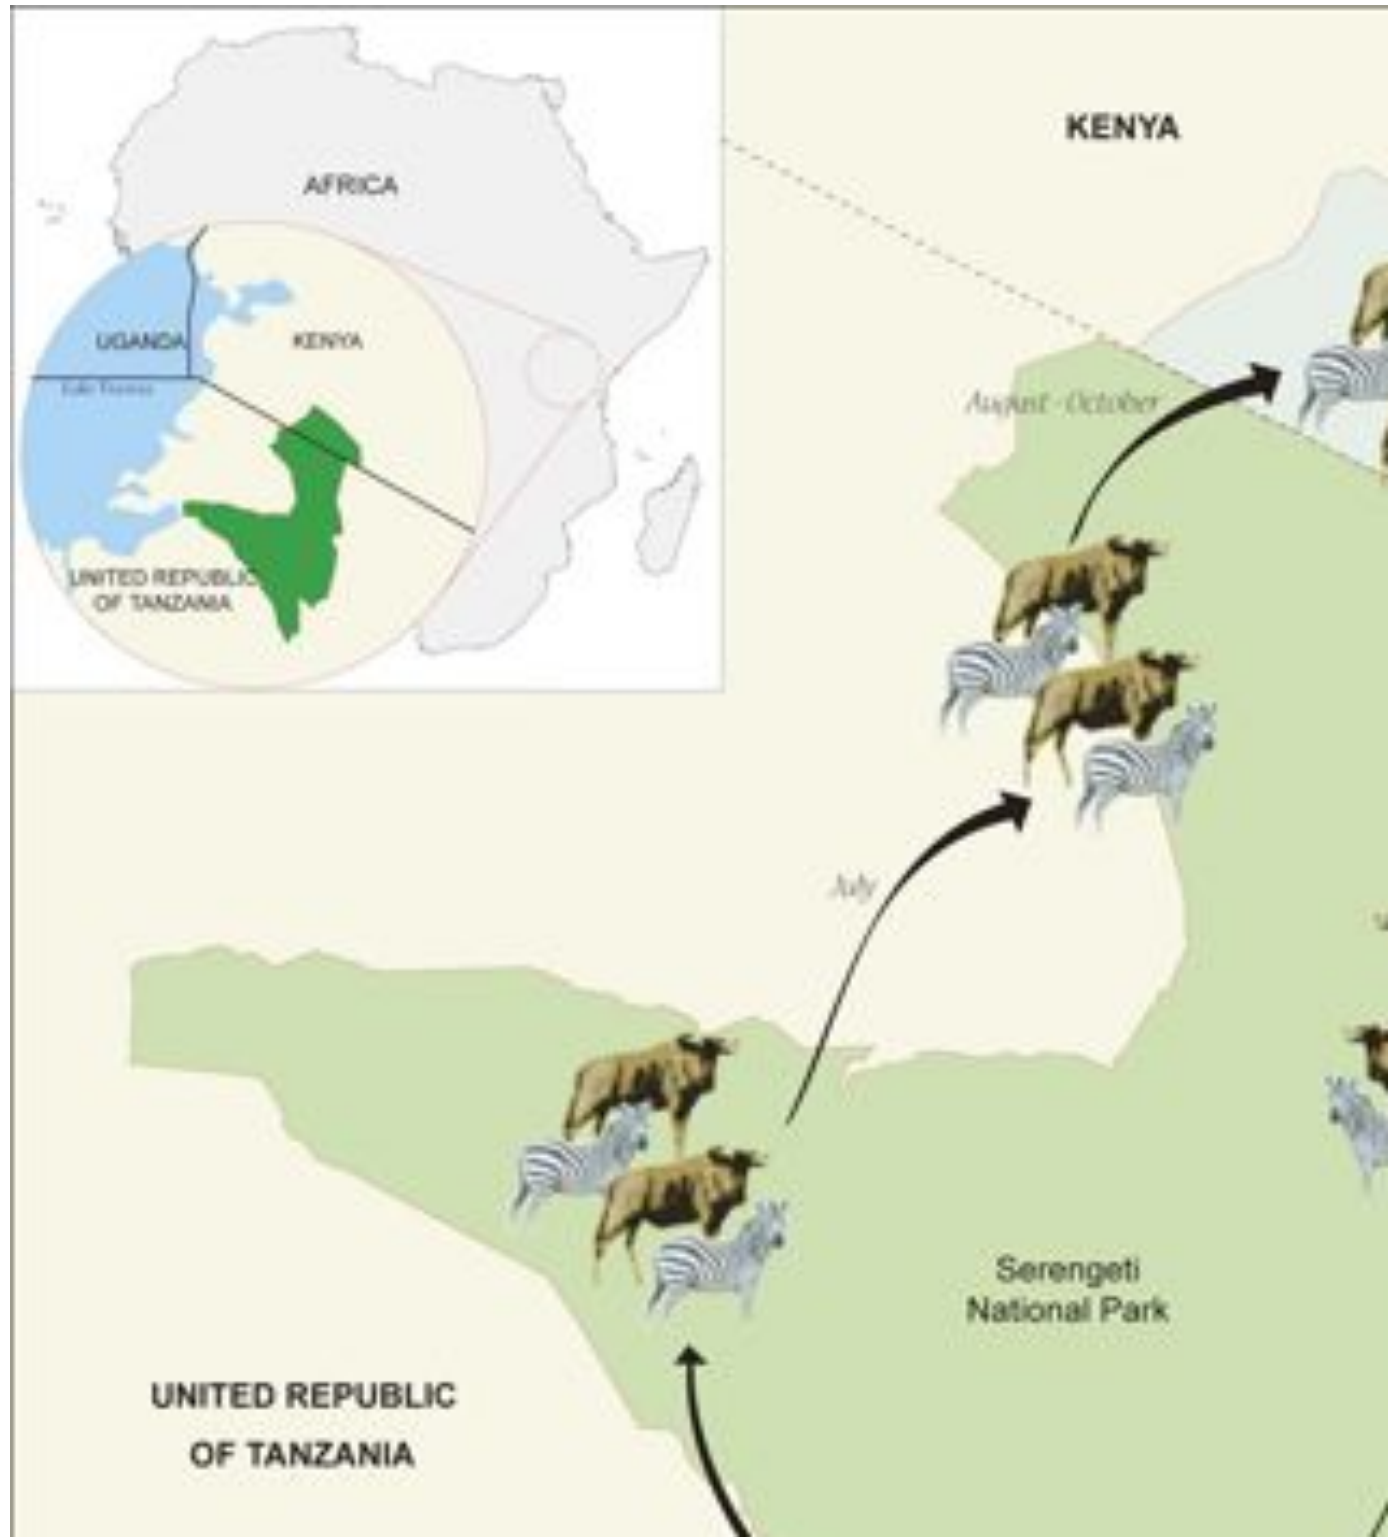 AFRICA
UGANDA
KENYA
UNITED REPUBLIC
OF TANZANIA
KENYA
August - October
July
Serengeti
National Park
UNITED REPUBLIC
OF TANZANIA